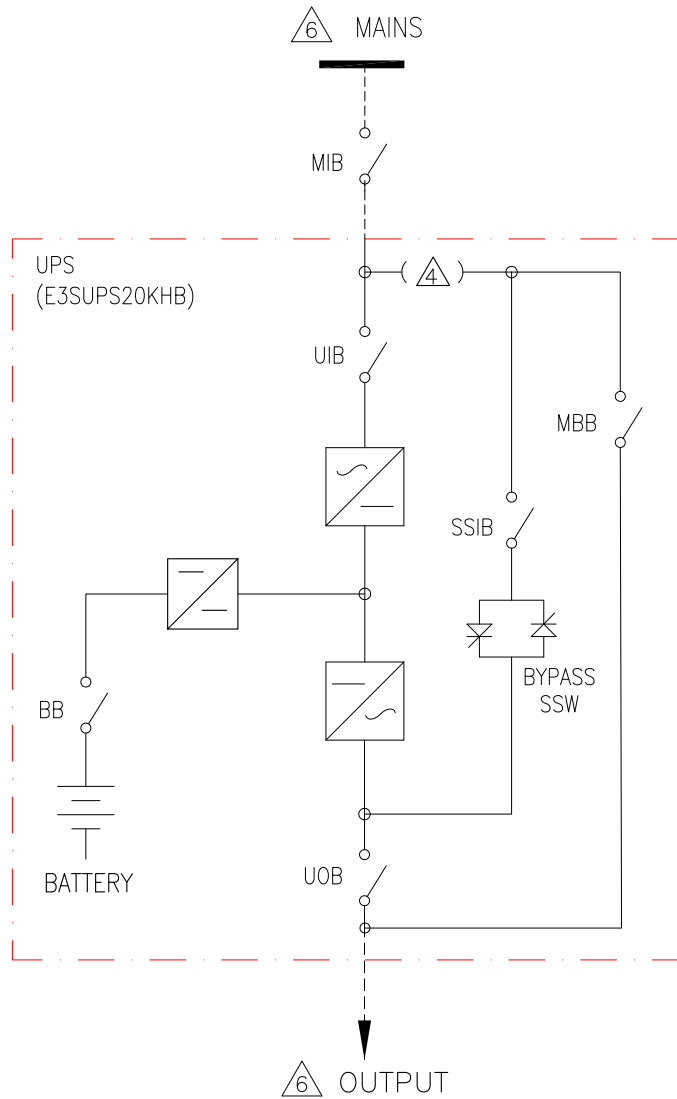 6 MAINS
MIB
UPS
(E3SUPS20KHB)
( 4 )
UIB
MBB
SSIB
BYPASS
SSW
BB
UOB
BATTERY
6 OUTPUT